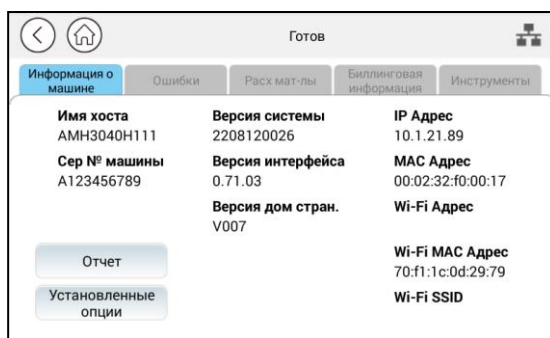 Готов
Информация о
машине
Ошибки
Расх мат-лы
Биллинговая
информация
Инструменты
Имя хоста
AMH3040H111
Сер № машины
A123456789
Версия системы
2208120026
Версия интерфейса
0.71.03
Версия дом стран.
V007
IP Адрес
10.1.21.89
MAC Адрес
00:02:32:f0:00:17
Wi-Fi Адрес
Wi-Fi MAC Адрес
70:f1:1c:0d:29:79
Wi-Fi SSID
Отчет
Установленные
опции